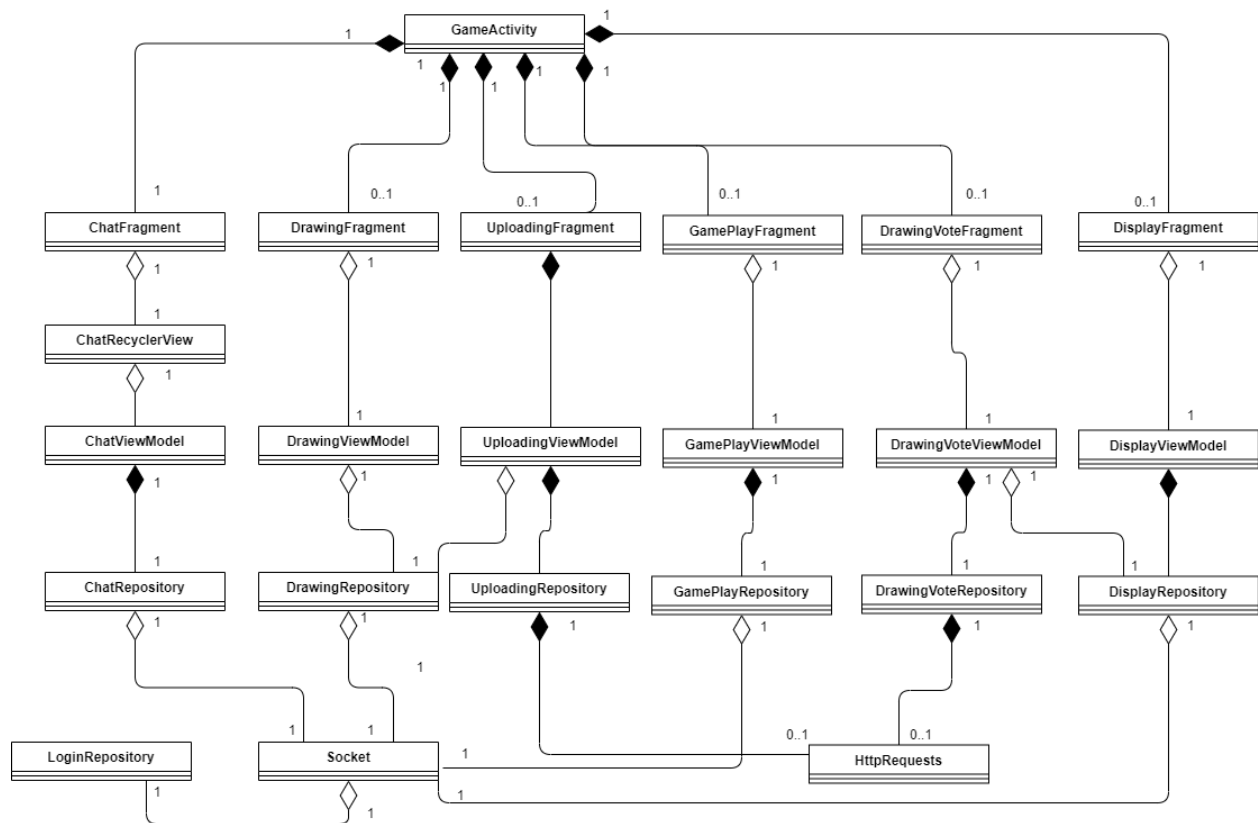 1
GameActivity
1
1
1
1
1
1
1
0..1
0..1
0..1
0..1
0..1
ChatFragment
DrawingFragment
UploadingFragment
GamePlayFragment
DrawingVoteFragment
DisplayFragment
1
1
1
1
1
1
ChatRecyclerView
1
1
1
1
1
ChatViewModel
DrawingViewModel
UploadingViewModel
GamePlayViewModel
DrawingVoteViewModel
DisplayViewModel
1
1
1
1
1
1
1
1
1
1
1
ChatRepository
DrawingRepository
UploadingRepository
GamePlayRepository
DrawingVoteRepository
DisplayRepository
1
1
1
1
1
1
1
1
1
0..1
0..1
LoginRepository
Socket
1
HttpRequests
1
1
1